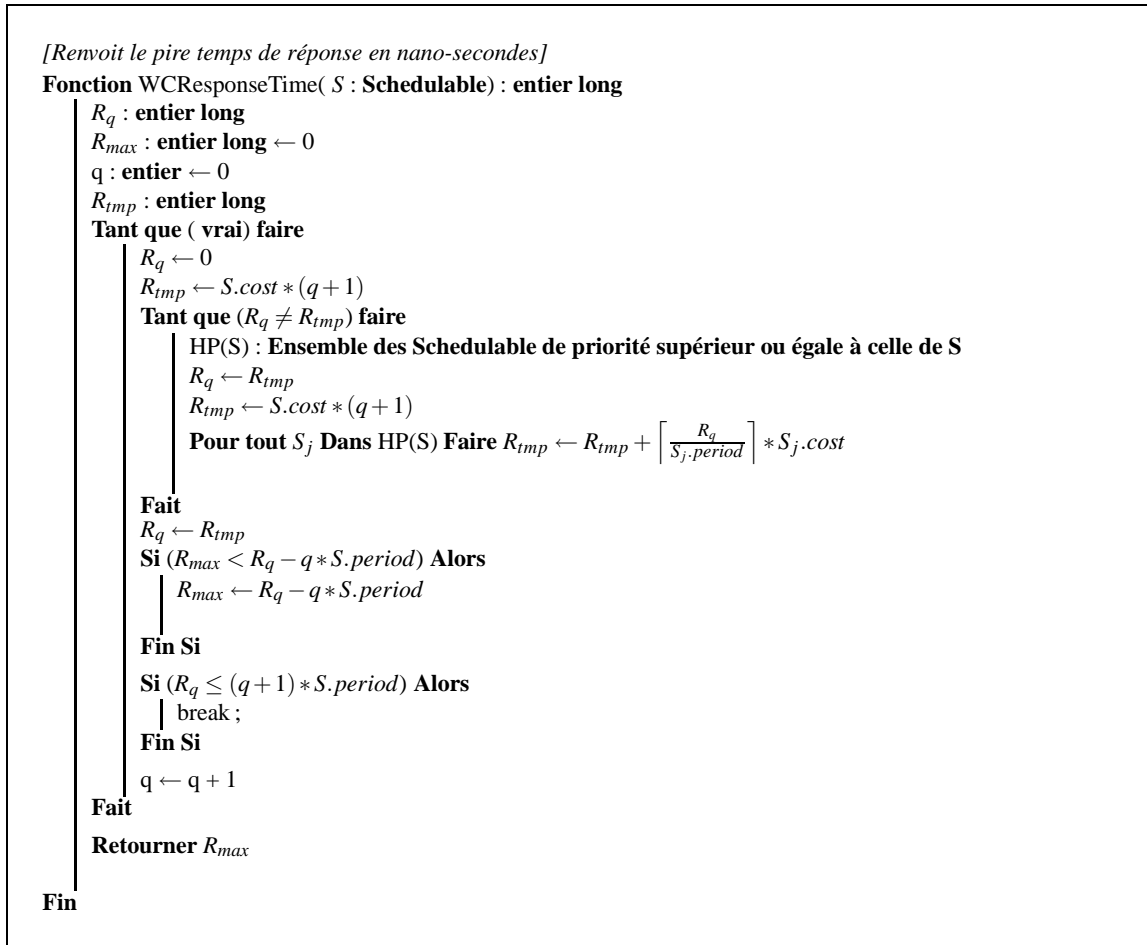 [Renvoit le pire temps de réponse en nano-secondes]
Fonction WCResponseTime( S : Schedulable) : entier long
R_q : entier long
R_max : entier long ← 0
q : entier ← 0
R_tmp : entier long
Tant que ( vrai) faire
R_q ← 0
R_tmp ← S.cost ∗ (q + 1)
Tant que (R_q ≠ R_tmp) faire
HP(S) : Ensemble des Schedulable de priorité supérieur ou égale à celle de S
R_q ← R_tmp
R_tmp ← S.cost ∗ (q + 1)
Pour tout S_j Dans HP(S) Faire R_tmp ← R_tmp + ⌈R_q / S_j.period⌉ ∗ S_j.cost
Fait
R_q ← R_tmp
Si (R_max < R_q − q ∗ S.period) Alors
R_max ← R_q − q ∗ S.period
Fin Si
Si (R_q ≤ (q + 1) ∗ S.period) Alors
break ;
Fin Si
q ← q + 1
Fait
Retourner R_max
Fin